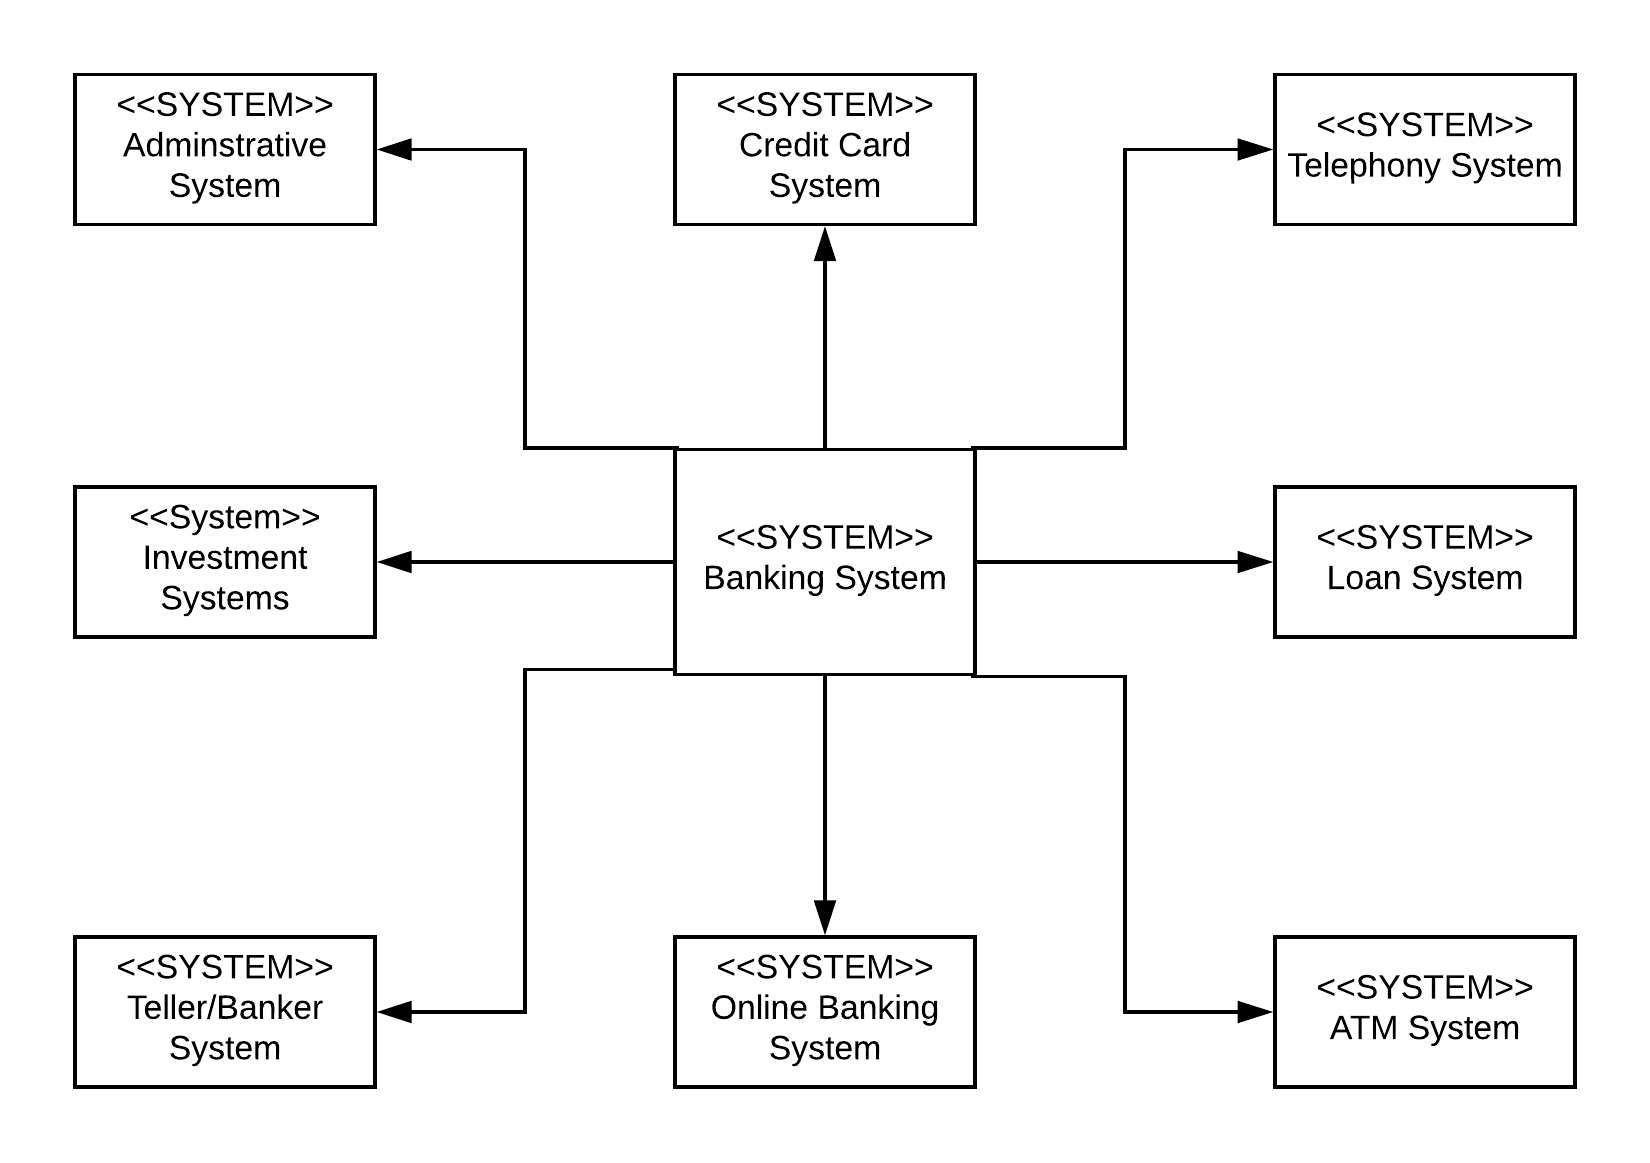 <<SYSTEM>>
Adminstrative
System
<<SYSTEM>>
Credit Card
System
<<SYSTEM>>
Telephony System
<<System>>
Investment
Systems
<<SYSTEM>>
Banking System
<<SYSTEM>>
Loan System
<<SYSTEM>>
Teller/Banker
System
<<SYSTEM>>
Online Banking
System
<<SYSTEM>>
ATM System